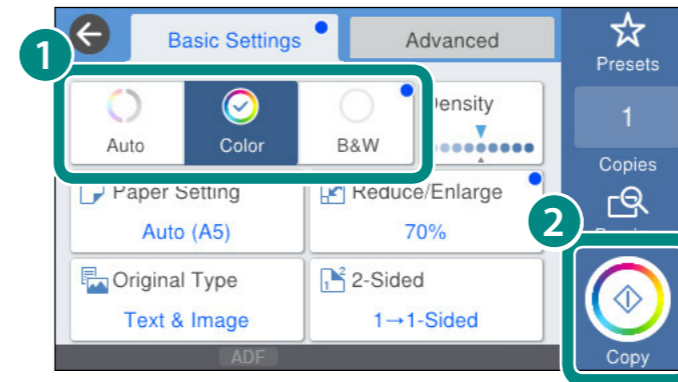 1
Basic Settings
Advanced
Presets
Auto
Color
B&W
1
Copies
Paper Setting
Auto (A5)
Reduce/Enlarge
70%
2
Original Type
Text & Image
2-Sided
1→1-Sided
ADF
Copy